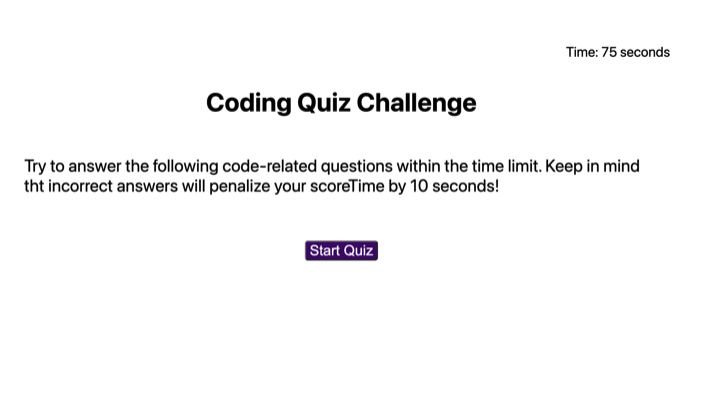 Time: 75 seconds
Coding Quiz Challenge
Try to answer the following code-related questions within the time limit. Keep in mind
tht incorrect answers will penalize your scoreTime by 10 seconds!
Start Quiz